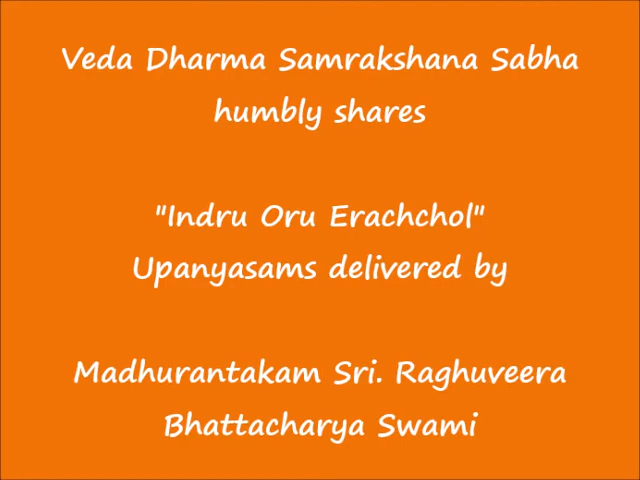 Veda Dharma Samrakshana Sabha
humbly shares
"Indru Oru Erachchol"
Upanyasams delivered by
Madhurantakam Sri. Raghuveera
Bhattacharya Swami